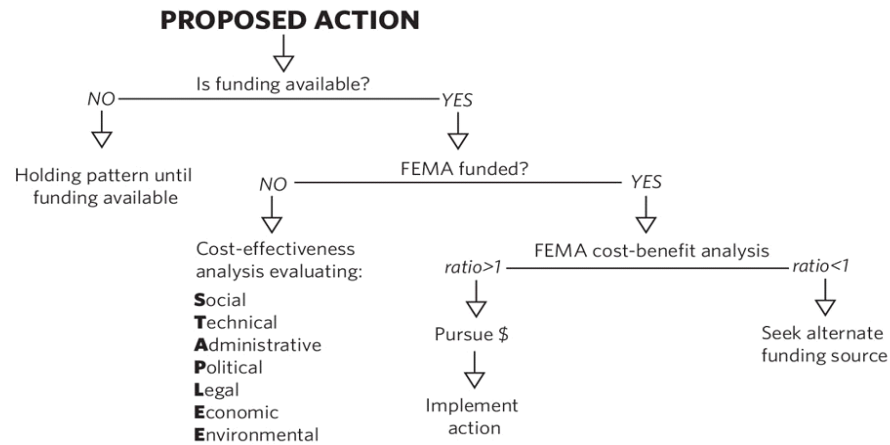 PROPOSED ACTION
Is funding available?
NO
YES
Holding pattern until
funding available
FEMA funded?
NO
YES
Cost-effectiveness
analysis evaluating:
Social
Technical
Administrative
Political
Legal
Economic
Environmental
FEMA cost-benefit analysis
ratio>1
ratio<1
Pursue $
Implement
action
Seek alternate
funding source